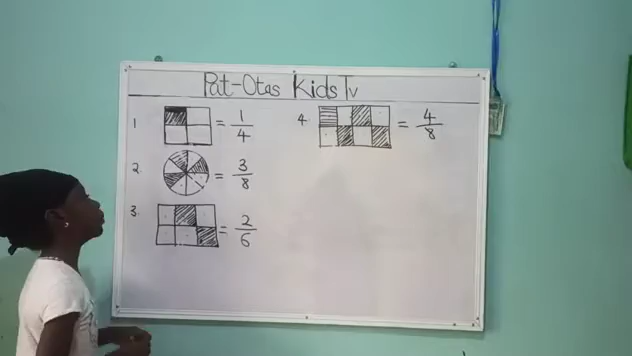 Pat-Otas Kids Tv
1 = 1/4
2. = 3/8
3. = 2/6
4. = 4/8